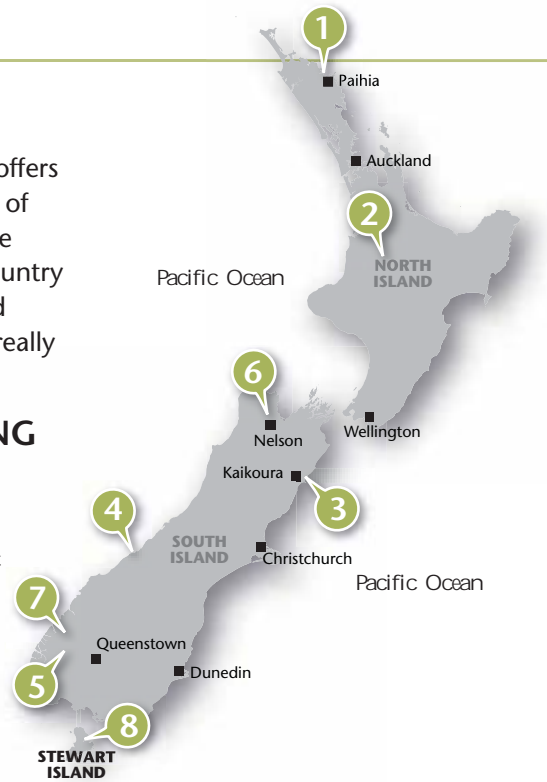 offers
of
e
untry
d
really
NG
1
Paihia
Auckland
2
NORTH
ISLAND
Pacific Ocean
6
Nelson
Wellington
Kaikoura
3
4
SOUTH
ISLAND
Christchurch
Pacific Ocean
7
Queenstown
5
Dunedin
8
STEWART
ISLAND